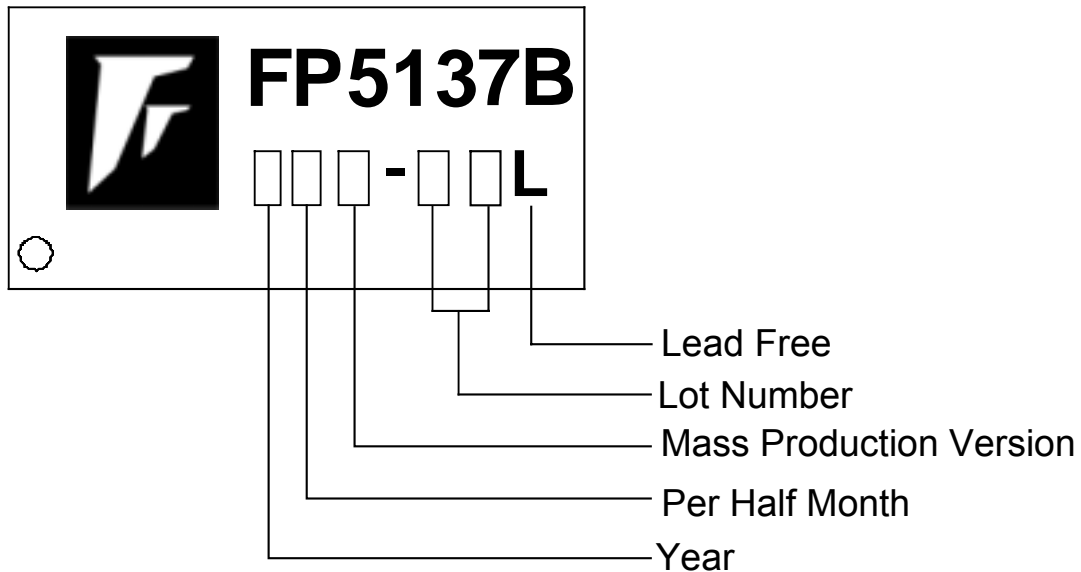 FP5137B
-L
Lead Free
Lot Number
Mass Production Version
Per Half Month
Year